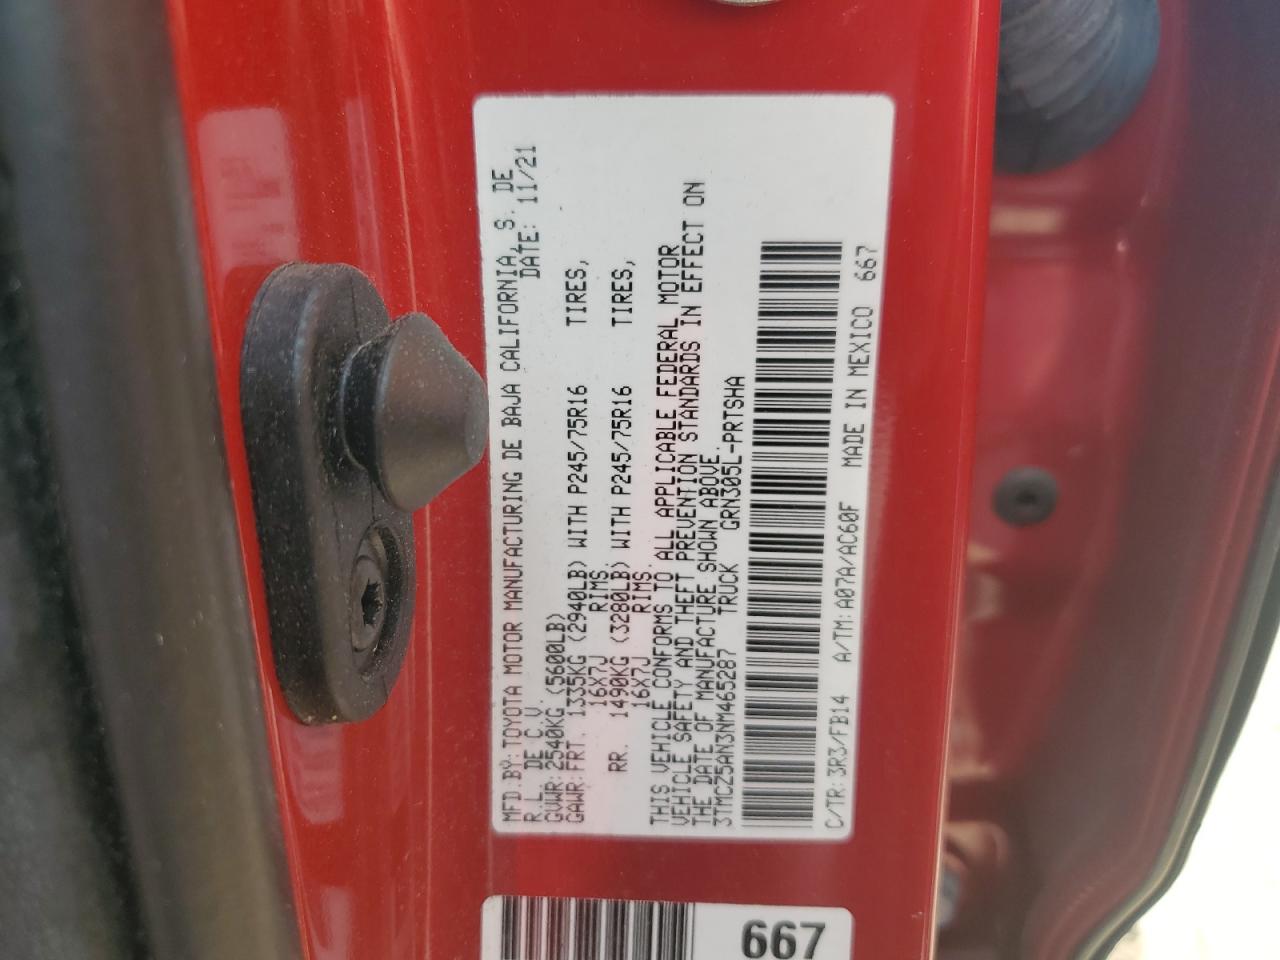 MFD.BY:TOYOTA MOTOR MANUFACTURING DE BAJA CALIFORNIA, S. DE
R.L. DE C.V. DATE: 11/21
GVWR:2540KG (5600LB)
GAWR:FRT. 1335KG (2940LB) WITH P245/75R16 TIRES,
16X7J RIMS.
RR. 1490KG (3280LB) WITH P245/75R16 TIRES,
16X7J RIMS.
THIS VEHICLE CONFORMS TO ALL APPLICABLE FEDERAL MOTOR
VEHICLE SAFETY AND THEFT PREVENTION STANDARDS IN EFFECT ON
THE DATE OF MANUFACTURE SHOWN ABOVE.
3TMCZ5AN3NM465287 TRUCK GRN305L-PRTSHA
C/TR:3R3/FB14 A/TM:A07A/AC60F MADE IN MEXICO 667
667